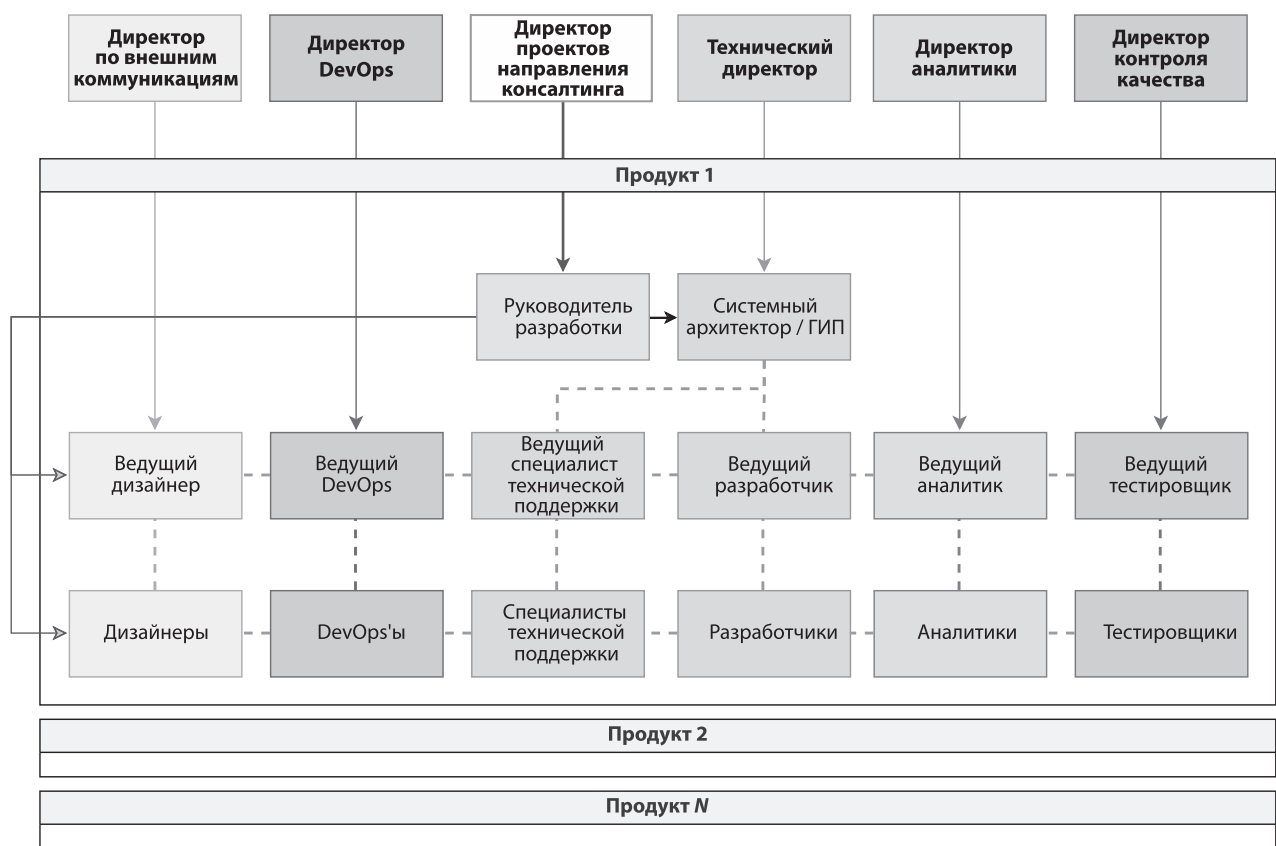 Директор
по внешним
коммуникациям
Директор
DevOps
Директор
проектов
направления
консалтинга
Технический
директор
Директор
аналитики
Директор
контроля
качества
Продукт 1
Руководитель
разработки
Системный
архитектор / ГИП
Ведущий
дизайнер
Ведущий
DevOps
Ведущий
специалист
технической
поддержки
Ведущий
разработчик
Ведущий
аналитик
Ведущий
тестировщик
Дизайнеры
DevOps'ы
Специалисты
технической
поддержки
Разработчики
Аналитики
Тестировщики
Продукт 2
Продукт N